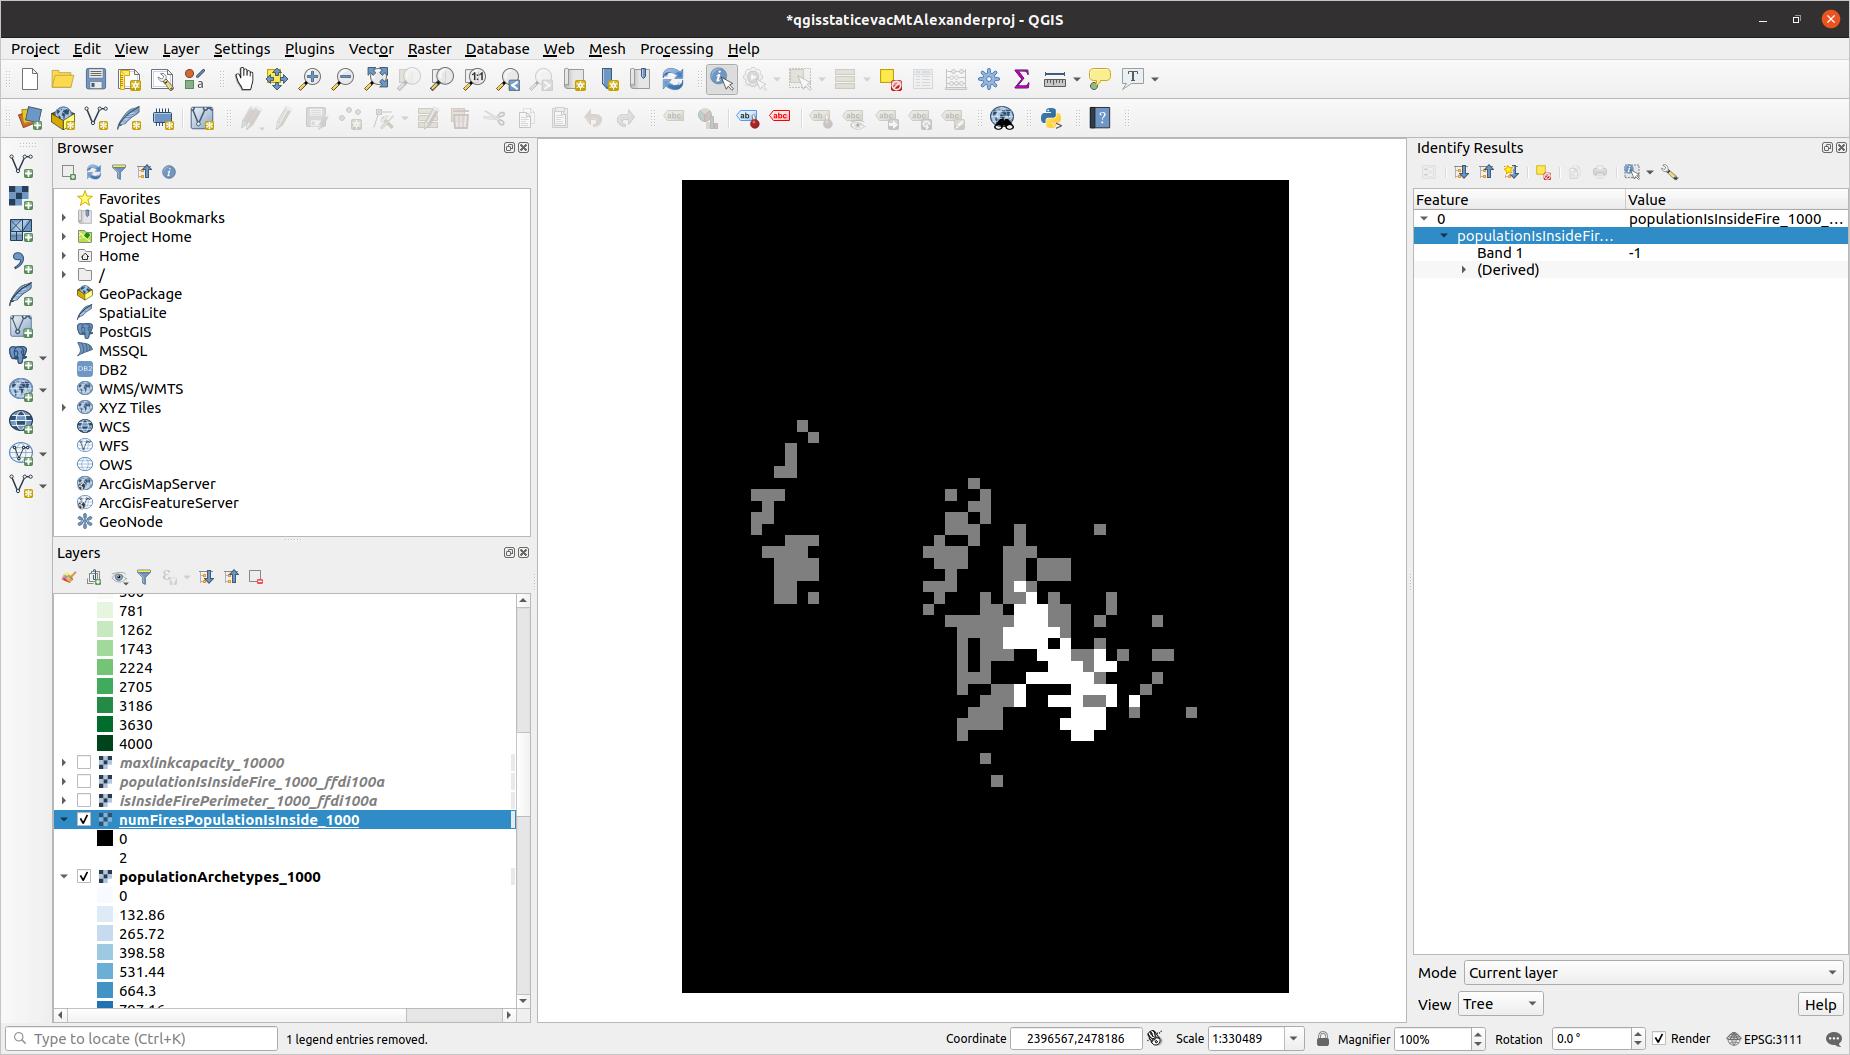 *qgisstaticevacMtAlexanderproj - QGIS
Project Edit View Layer Settings Plugins Vector Raster Database Web Mesh Processing Help
Browser
Favorites
Spatial Bookmarks
Project Home
Home
/
GeoPackage
SpatiaLite
PostGIS
MSSQL
DB2
WMS/WMTS
XYZ Tiles
WCS
WFS
OWS
ArcGisMapServer
ArcGisFeatureServer
GeoNode
Layers
781
1262
1743
2224
2705
3186
3630
4000
maxlinkcapacity_10000
populationIsInsideFire_1000_ffdi100a
isInsideFirePerimeter_1000_ffdi100a
numFiresPopulationIsInside_1000
0
2
populationArchetypes_1000
0
132.86
265.72
398.58
531.44
664.3
Identify Results
Feature Value
0 populationIsInsideFire_1000_...
populationIsInsideFir...
Band 1 -1
(Derived)
Mode Current layer
View Tree Help
Type to locate (Ctrl+K) 1 legend entries removed. Coordinate 2396567,2478186 Scale 1:330489 Magnifier 100% Rotation 0.0° Render EPSG:3111